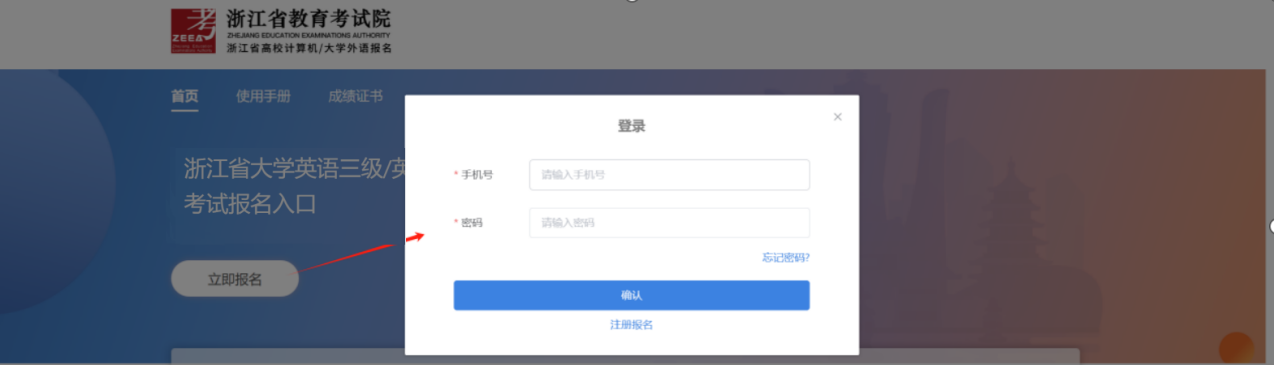 浙江省教育考试院
ZEEA
ZHEJIANG EDUCATION EXAMINATIONS AUTHORITY
浙江省高校计算机/大学外语报名
首页 使用手册 成绩证书
登录
×
浙江省大学英语三级/英
考试报名入口
* 手机号 请输入手机号
* 密码 请输入密码
忘记密码?
立即报名
确认
注册报名